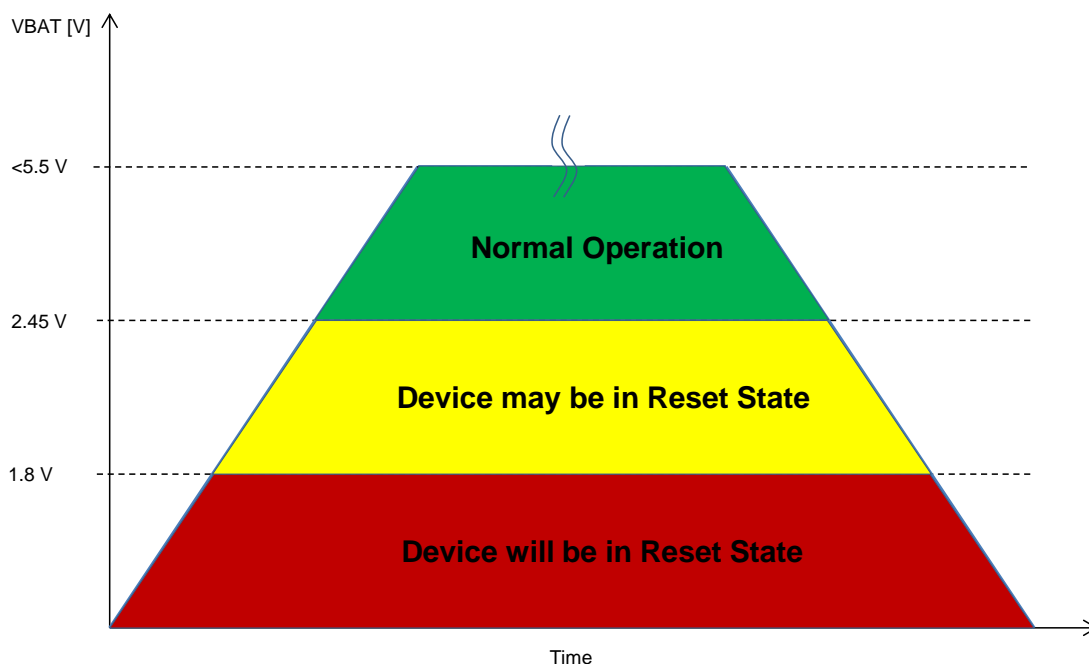 VBAT [V]
<5.5 V
Normal Operation
2.45 V
Device may be in Reset State
1.8 V
Device will be in Reset State
Time